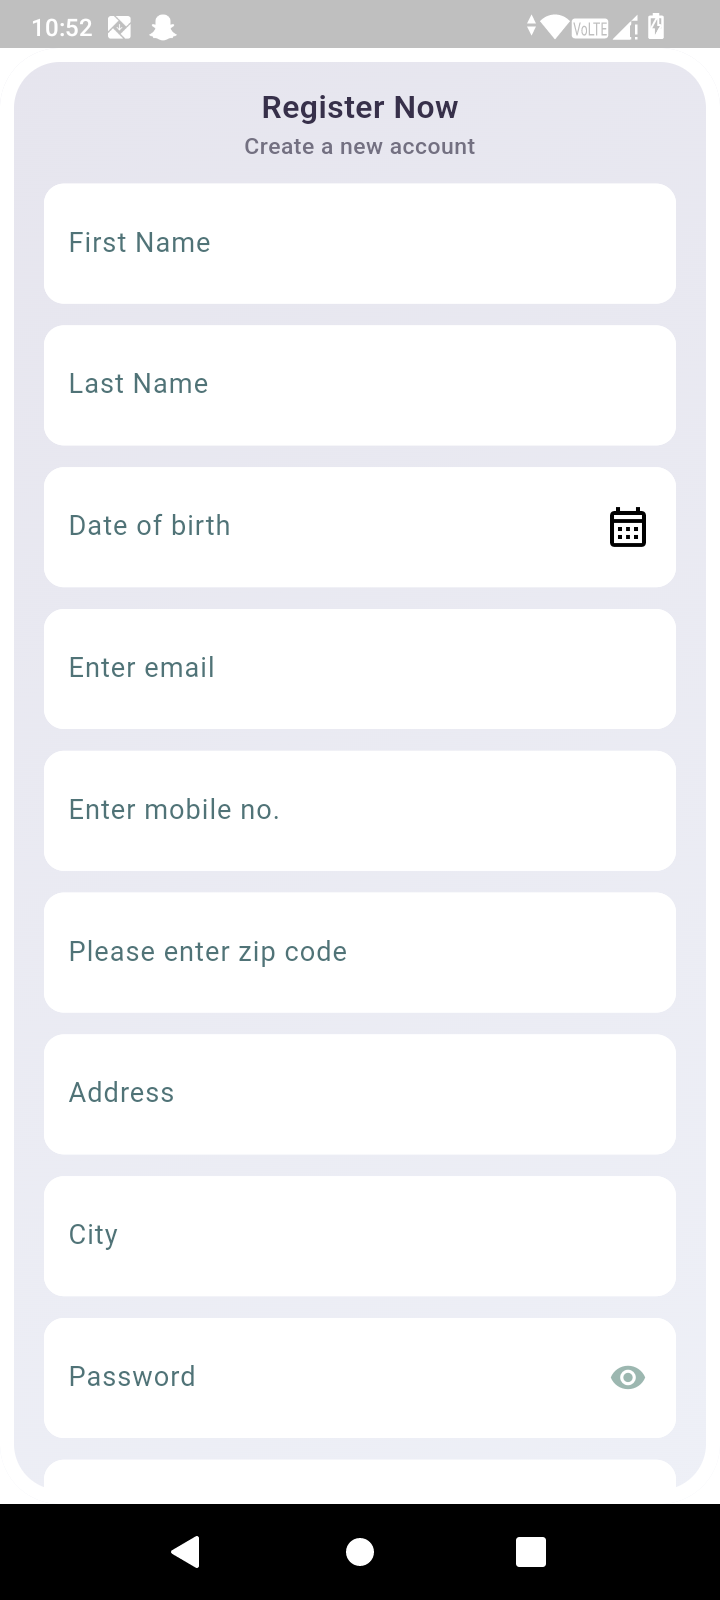 10:52
VoLTE
Register Now
Create a new account
First Name
Last Name
Date of birth
Enter email
Enter mobile no.
Please enter zip code
Address
City
Password